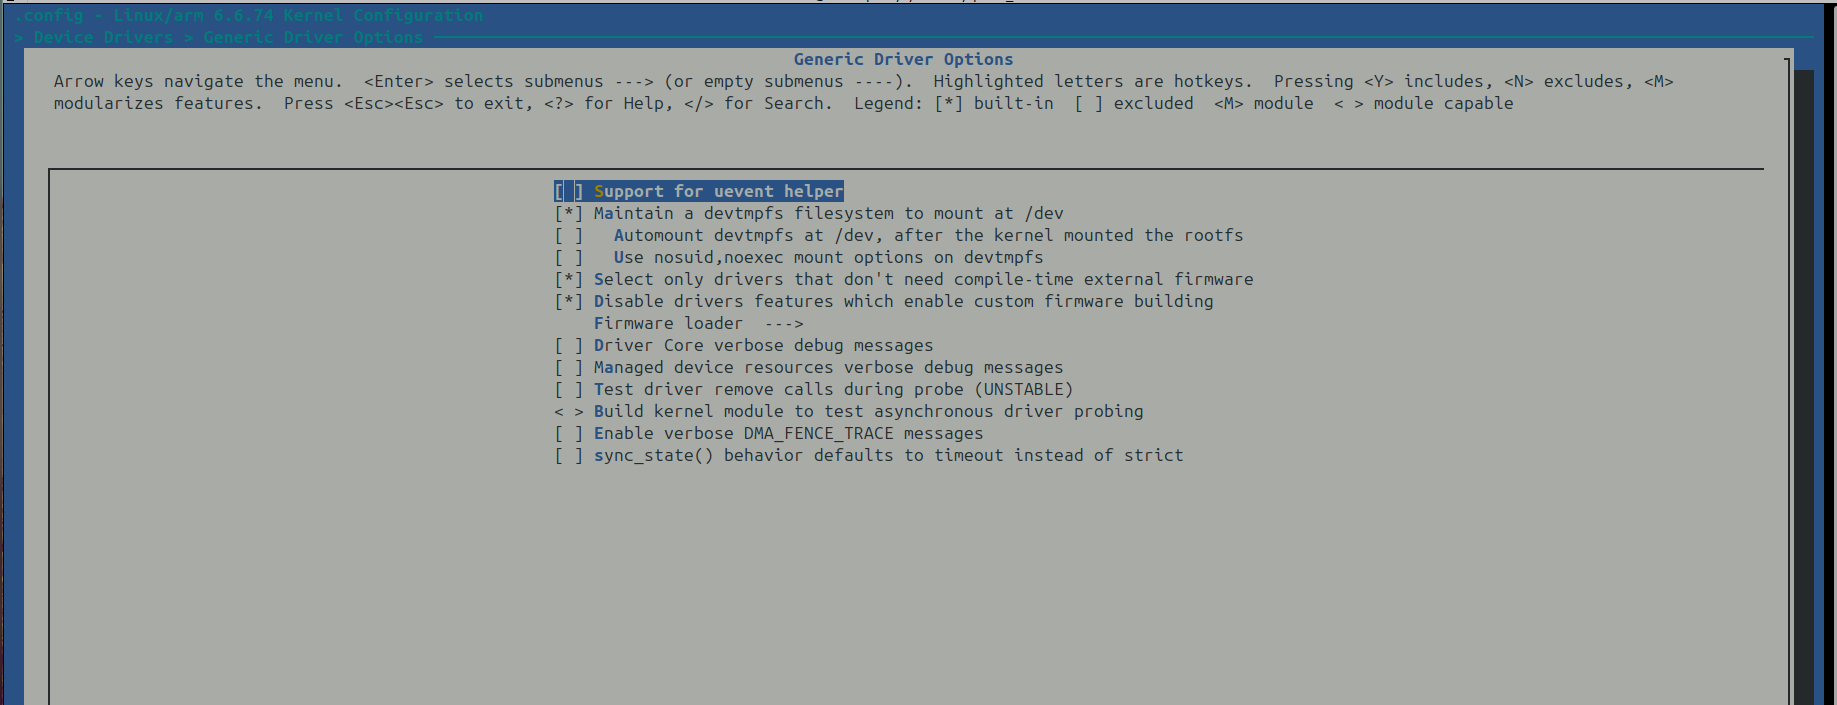 .config - Linux/arm 6.6.74 Kernel Configuration
> Device Drivers > Generic Driver Options
Generic Driver Options
Arrow keys navigate the menu.  <Enter> selects submenus ---> (or empty submenus ----).  Highlighted letters are hotkeys.  Pressing <Y> includes, <N> excludes, <M>
modularizes features.  Press <Esc><Esc> to exit, <?> for Help, </> for Search.  Legend: [*] built-in  [ ] excluded  <M> module  < > module capable
[ ] Support for uevent helper
[*] Maintain a devtmpfs filesystem to mount at /dev
[ ]   Automount devtmpfs at /dev, after the kernel mounted the rootfs
[ ]   Use nosuid,noexec mount options on devtmpfs
[*] Select only drivers that don't need compile-time external firmware
[*] Disable drivers features which enable custom firmware building
Firmware loader  --->
[ ] Driver Core verbose debug messages
[ ] Managed device resources verbose debug messages
[ ] Test driver remove calls during probe (UNSTABLE)
< > Build kernel module to test asynchronous driver probing
[ ] Enable verbose DMA_FENCE_TRACE messages
[ ] sync_state() behavior defaults to timeout instead of strict